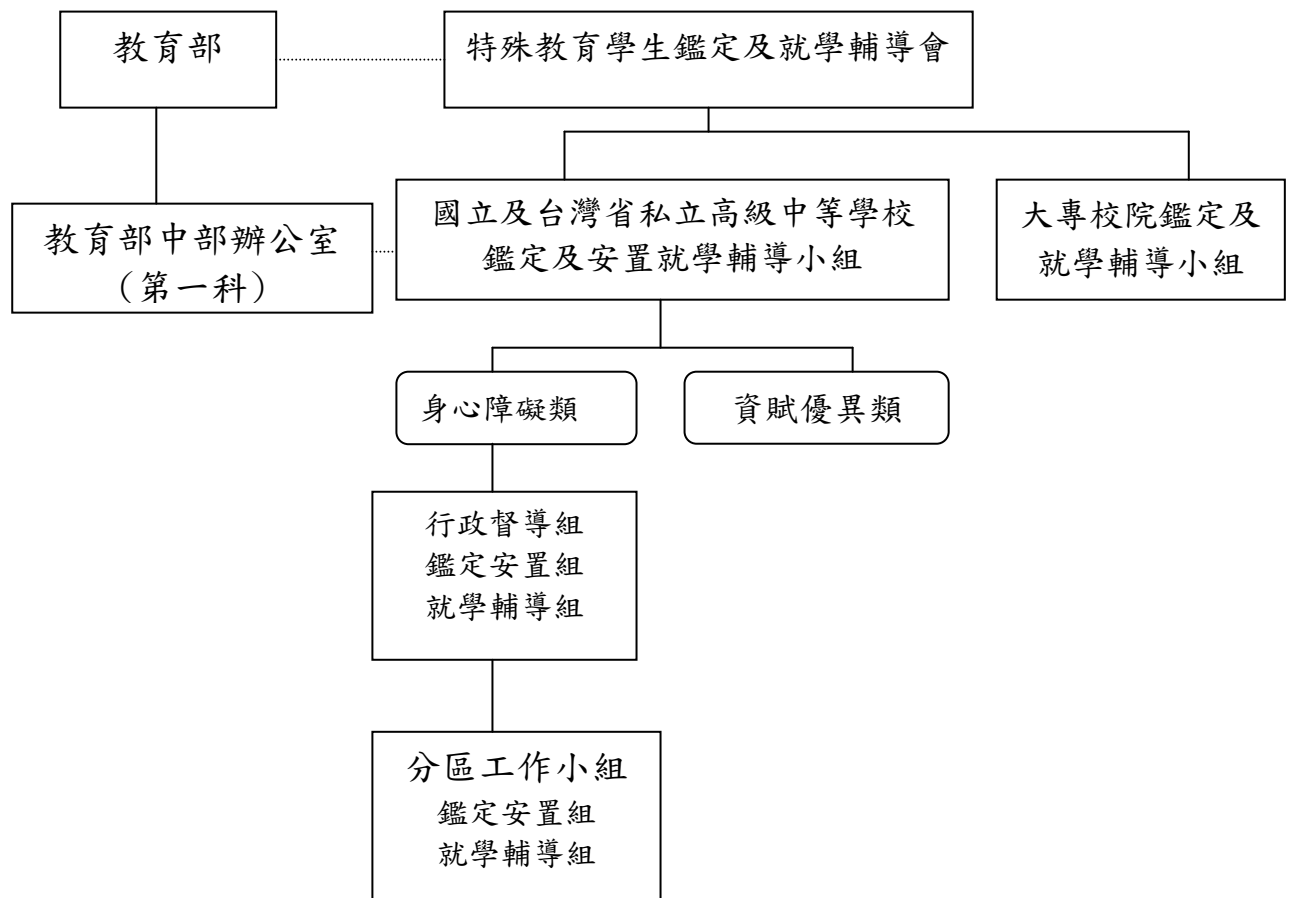 教育部
特殊教育學生鑑定及就學輔導會
教育部中部辦公室
（第一科）
國立及台灣省私立高級中等學校
鑑定及安置就學輔導小組
大專校院鑑定及
就學輔導小組
身心障礙類
資賦優異類
行政督導組
鑑定安置組
就學輔導組
分區工作小組
鑑定安置組
就學輔導組